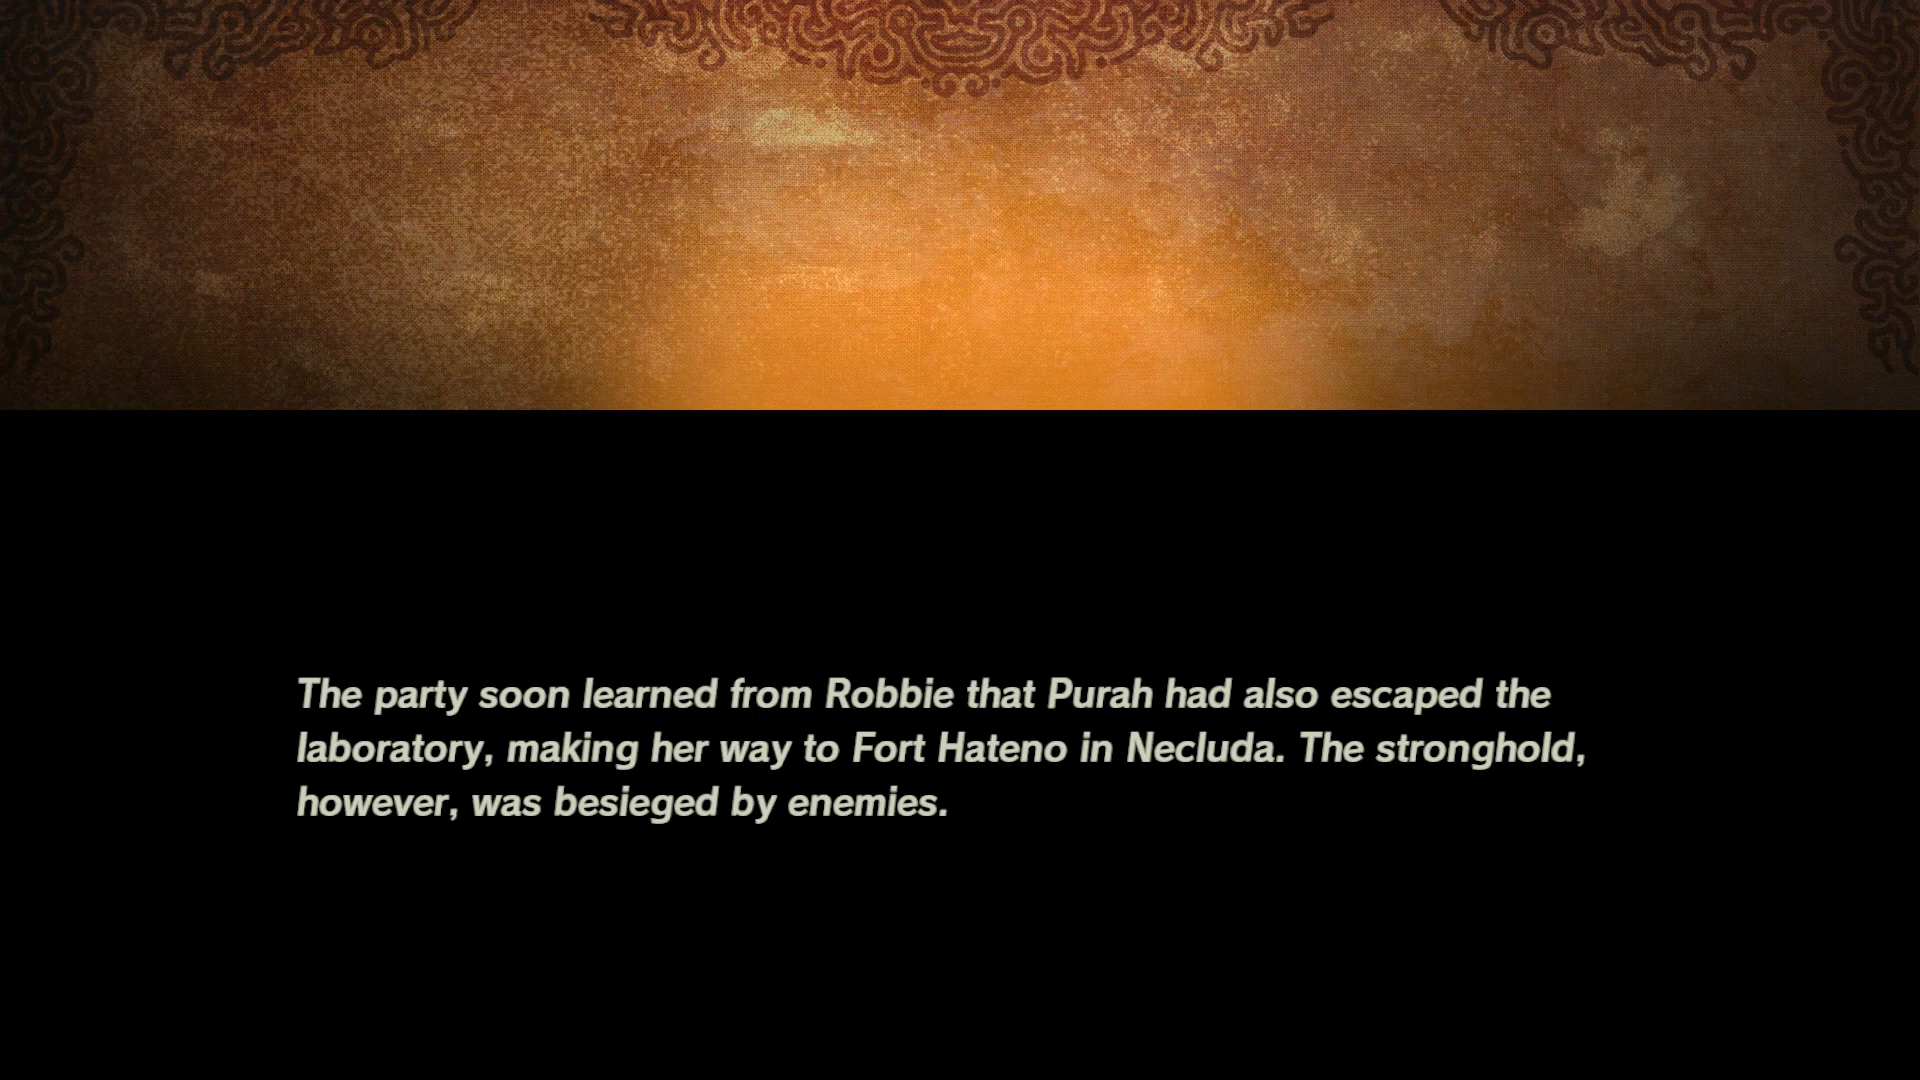 The party soon learned from Robbie that Purah had also escaped the
laboratory, making her way to Fort Hateno in Necluda. The stronghold,
however, was besieged by enemies.